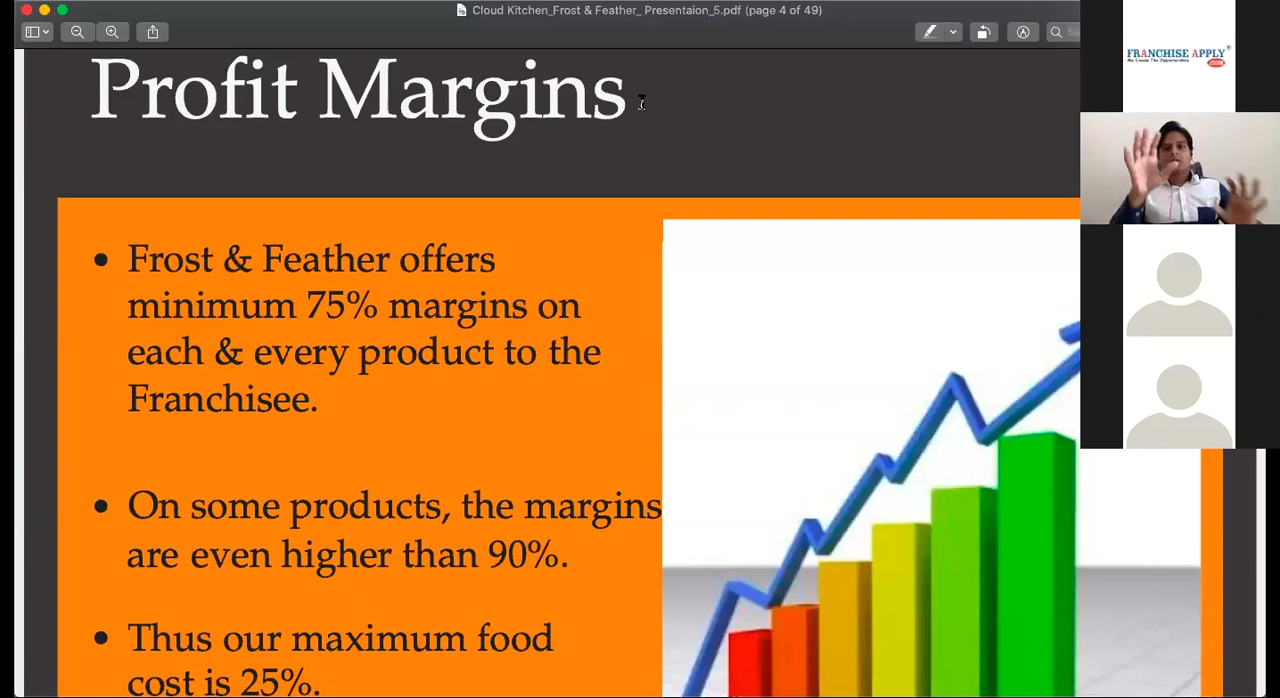 Cloud Kitchen_Frost & Feather_ Presentaion_5.pdf (page 4 of 49)
FRANCHISE APPLY
We Create The Opportunities
.COM
Profit Margins
• Frost & Feather offers
minimum 75% margins on
each & every product to the
Franchisee.
• On some products, the margins
are even higher than 90%.
• Thus our maximum food
cost is 25%.